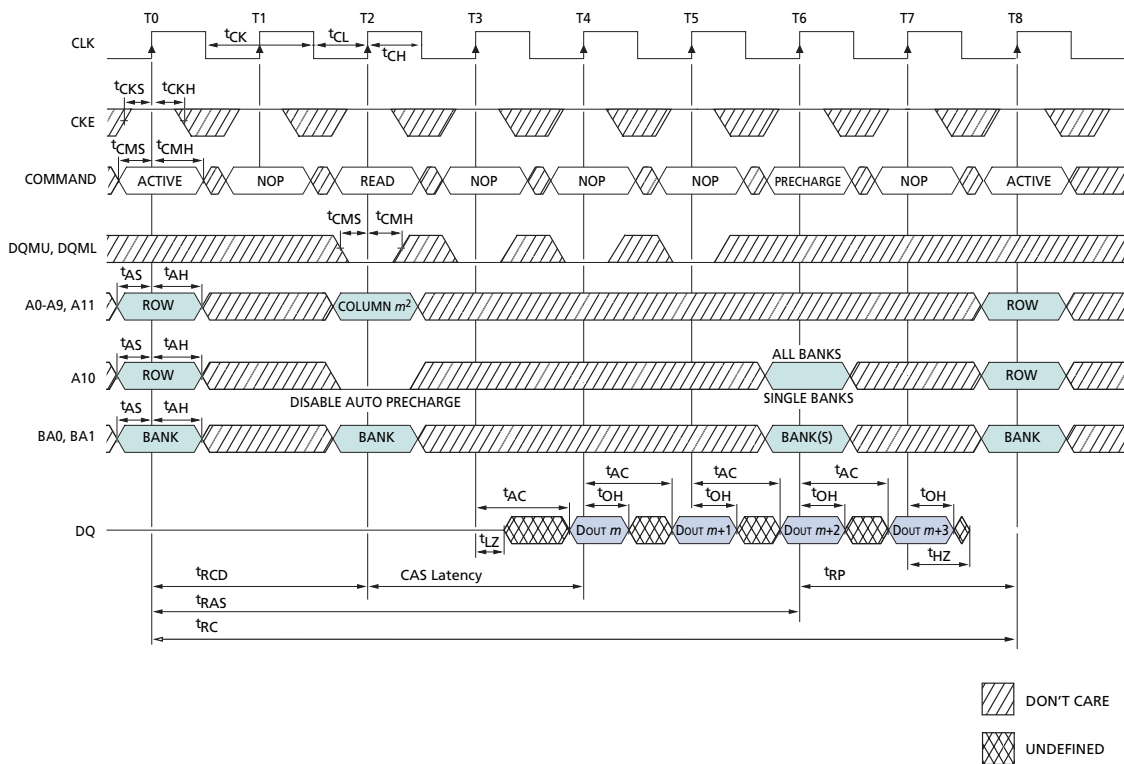 T0 T1 T2 T3 T4 T5 T6 T7 T8
CLK
tCK tCL tCH
tCKS tCKH
CKE
tCMS tCMH
COMMAND ACTIVE NOP READ NOP NOP NOP PRECHARGE NOP ACTIVE
tCMS tCMH
DQMU, DQML
tAS tAH
A0-A9, A11 ROW COLUMN m2 ROW
tAS tAH
ALL BANKS
A10 ROW ROW
DISABLE AUTO PRECHARGE SINGLE BANKS
tAS tAH
BA0, BA1 BANK BANK BANK(S) BANK
tAC tAC tAC tAC
tOH tOH tOH tOH
DQ DOUT m DOUT m+1 DOUT m+2 DOUT m+3
tLZ tHZ
tRCD CAS Latency tRP
tRAS
tRC
DON'T CARE
UNDEFINED